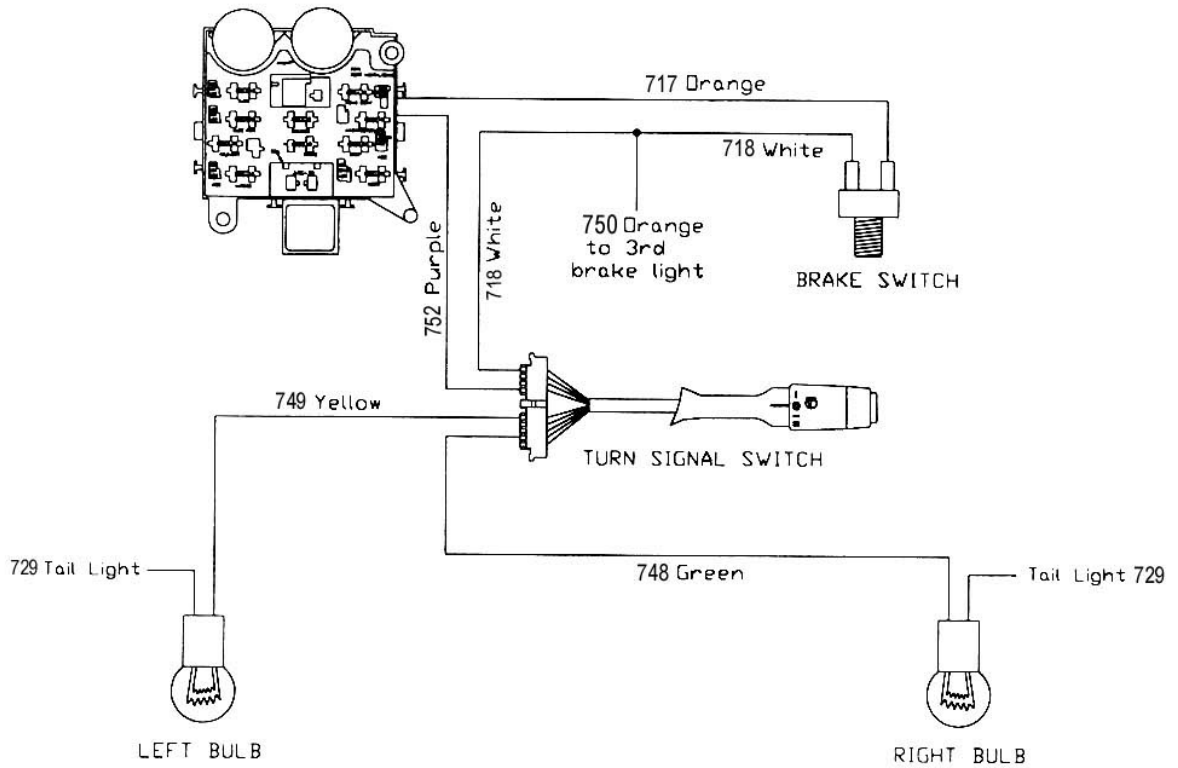 717 Orange
718 White
750 Orange
to 3rd
brake light
BRAKE SWITCH
752 Purple
718 White
749 Yellow
TURN SIGNAL SWITCH
729 Tail Light
748 Green
Tail Light 729
LEFT BULB
RIGHT BULB